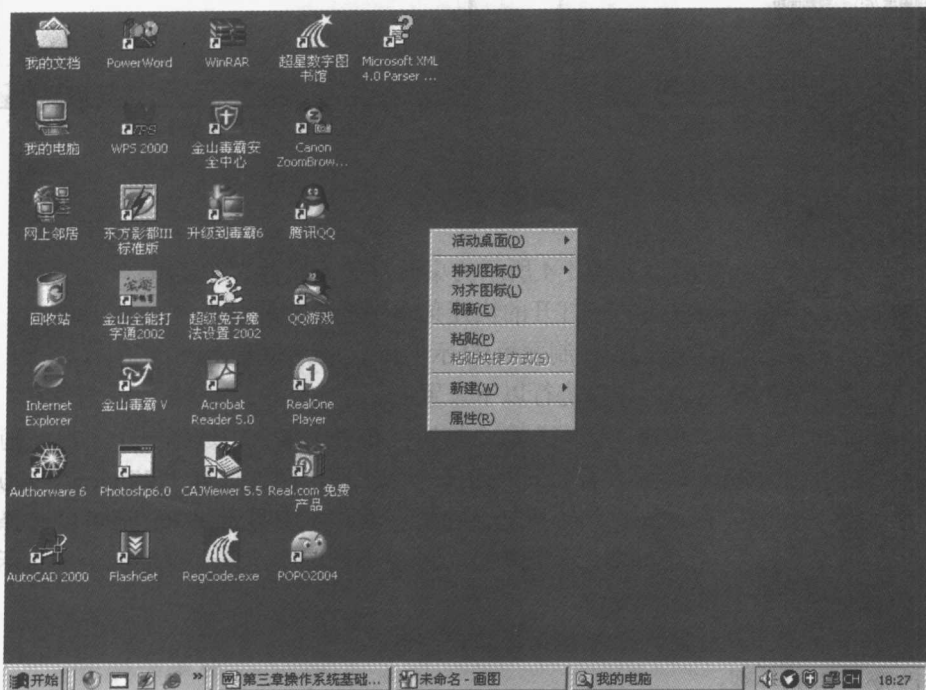 我的文档
PowerWord
WinRAR
超星数字图
书馆
Microsoft XML
4.0 Parser ...
我的电脑
WPS 2000
金山毒霸安
全中心
Canon
ZoomBrow...
网上邻居
东方影都III
标准版
升级到毒霸6
腾讯QQ
回收站
金山全能打
字通2002
超级兔子魔
法设置 2002
QQ游戏
Internet
Explorer
金山毒霸 V
Acrobat
Reader 5.0
RealOne
Player
Authorware 6
Photoshp6.0
CAJViewer 5.5
Real.com 免费
产品
AutoCAD 2000
FlashGet
RegCode.exe
POPO2004
活动桌面(D)
排列图标(I)
对齐图标(L)
刷新(E)
粘贴(P)
粘贴快捷方式(S)
新建(W)
属性(R)
开始
»
第三章操作系统基础...
未命名 - 画图
我的电脑
CH
18:27